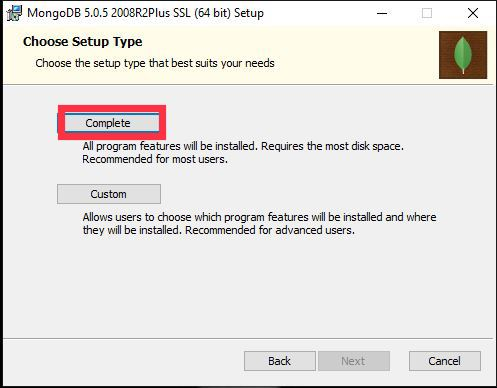 MongoDB 5.0.5 2008R2Plus SSL (64 bit) Setup
Choose Setup Type
Choose the setup type that best suits your needs
Complete
All program features will be installed. Requires the most disk space.
Recommended for most users.
Custom
Allows users to choose which program features will be installed and where
they will be installed. Recommended for advanced users.
Back
Next
Cancel